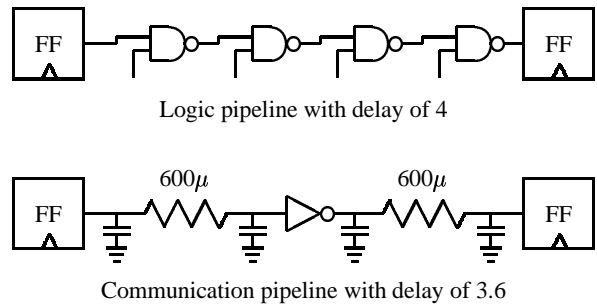 FF FF
Logic pipeline with delay of 4
600μ 600μ
FF FF
Communication pipeline with delay of 3.6